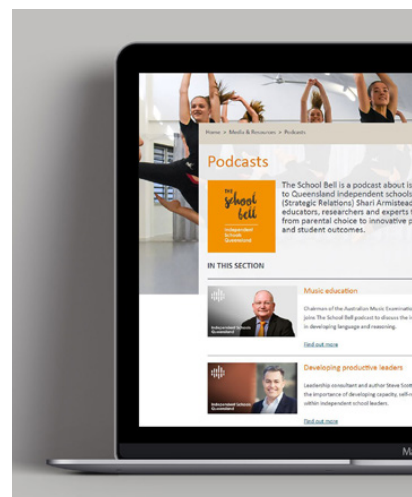 Home > Media & Resources > Podcasts
Podcasts
the
school
bell
Independent
Schools
Queensland
The School Bell is a podcast about is
to Queensland independent schools
(Strategic Relations) Shari Armistead
educators, researchers and experts
from parental choice to innovative p
and student outcomes.
IN THIS SECTION
Independent Schools
Queensland
Music education
Chairman of the Australian Music Examination
joins The School Bell podcast to discuss the i
in developing language and reasoning.
Find out more
Independent Schools
Queensland
Developing productive leaders
Leadership consultant and author Steve Scott
the importance of developing capacity, self-r
within independent school leaders.
Find out more
Ma